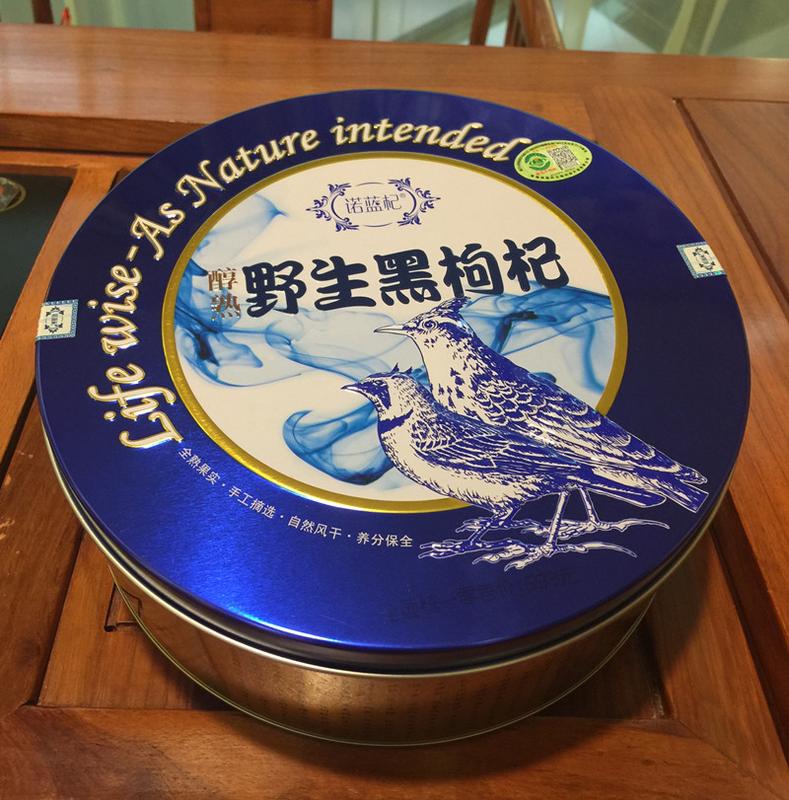 Life wise-As Nature intended
诺蓝杞®
醇熟
野生黑枸杞
全熟果实·手工摘选·自然风干·养分保全